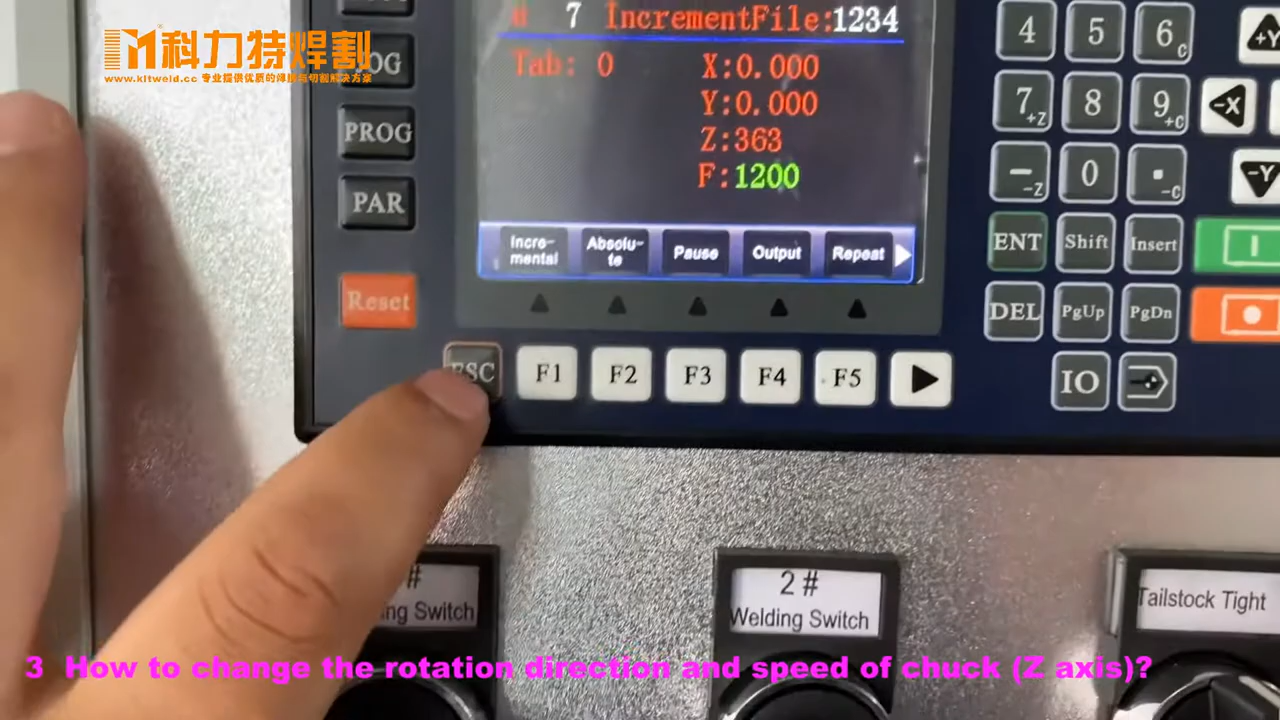 科力特焊割
www.kltweld.cc 专业提供优质的焊接与切割解决方案
7 IncrementFile:1234
Tab: 0 X:0.000
Y:0.000
Z:363
F:1200
Incre-mental
Absolu-te
Pause
Output
Repeat
PROG
PAR
Reset
ESC
F1
F2
F3
F4
F5
4
5
6 C
+Y
7 +Z
8
9 +C
-X
- -Z
0
. -C
-Y
ENT
Shift
Insert
DEL
PgUp
PgDn
IO
#
ing Switch
2#
Welding Switch
Tailstock Tight
3 How to change the rotation direction and speed of chuck (Z axis)?